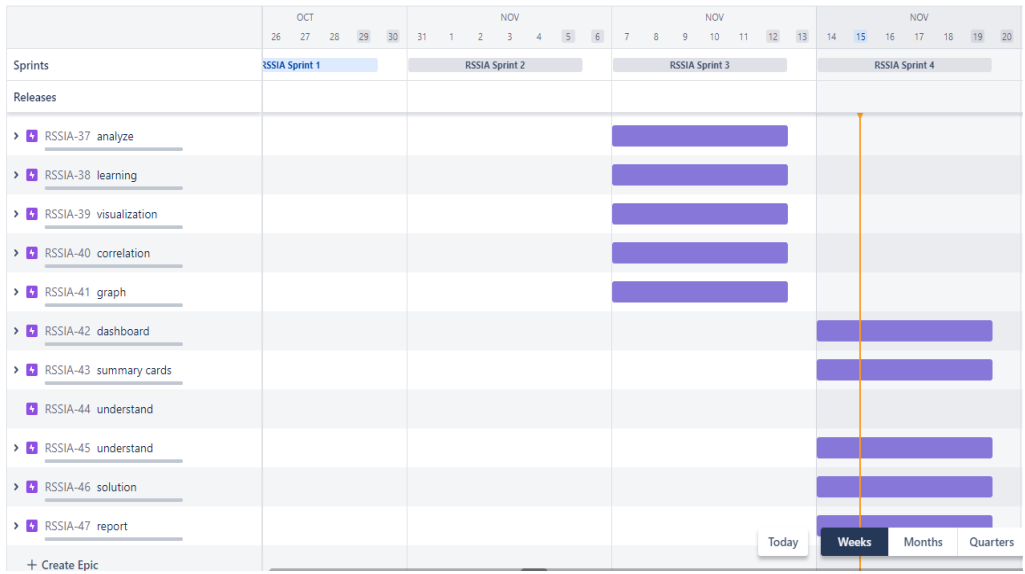 OCT NOV NOV NOV
26 27 28 29 30 31 1 2 3 4 5 6 7 8 9 10 11 12 13 14 15 16 17 18 19 20
Sprints RSSIA Sprint 1 RSSIA Sprint 2 RSSIA Sprint 3 RSSIA Sprint 4
Releases
RSSIA-37 analyze
RSSIA-38 learning
RSSIA-39 visualization
RSSIA-40 correlation
RSSIA-41 graph
RSSIA-42 dashboard
RSSIA-43 summary cards
RSSIA-44 understand
RSSIA-45 understand
RSSIA-46 solution
RSSIA-47 report
Today Weeks Months Quarters
+ Create Epic